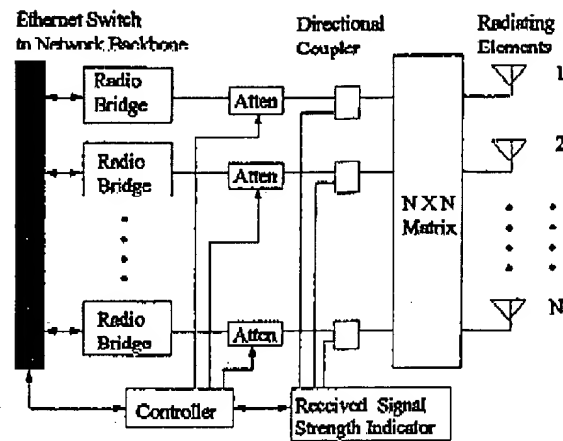 Ethernet Switch
to Network Backbone
Directional
Coupler
Radiating
Elements
Radio
Bridge
Atten
1
Radio
Bridge
Atten
2
N X N
Matrix
Radio
Bridge
Atten
N
Controller
Received Signal
Strength Indicator